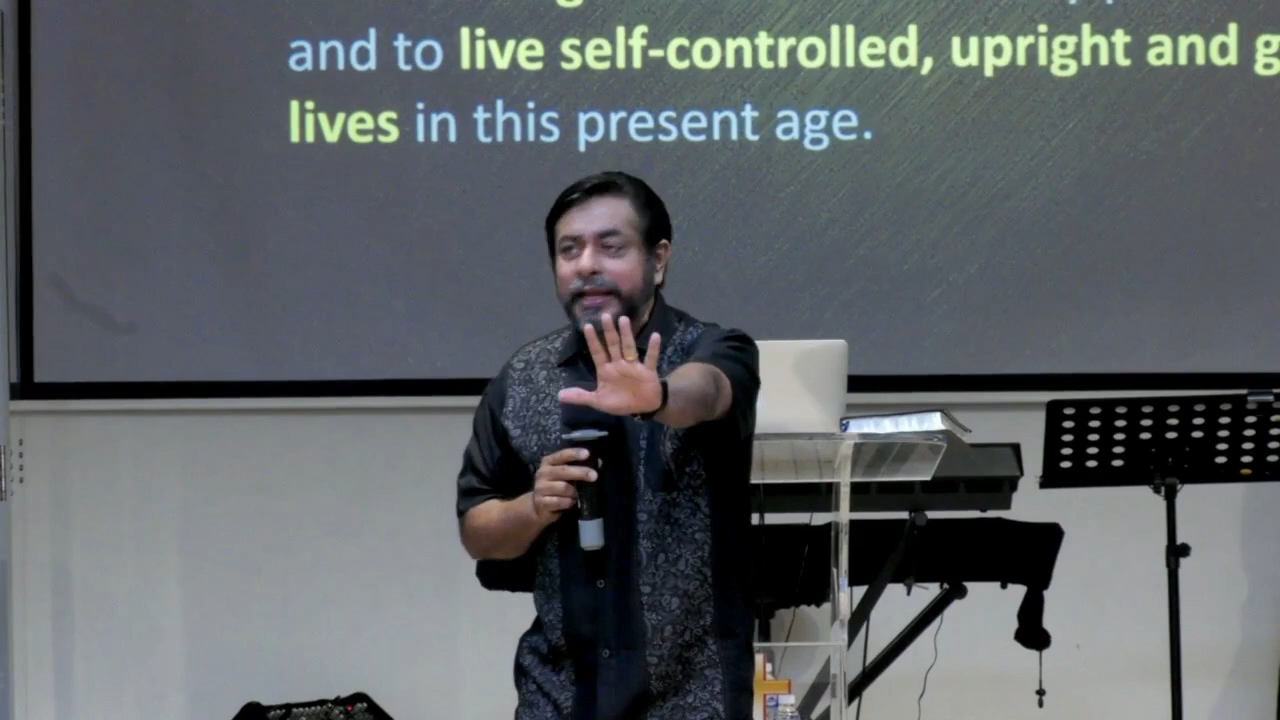 and to live self-controlled, upright and g
lives in this present age.